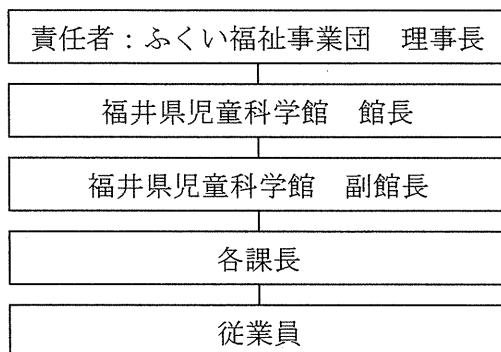 責任者：ふくい福祉事業団　理事長
福井県児童科学館　館長
福井県児童科学館　副館長
各課長
従業員